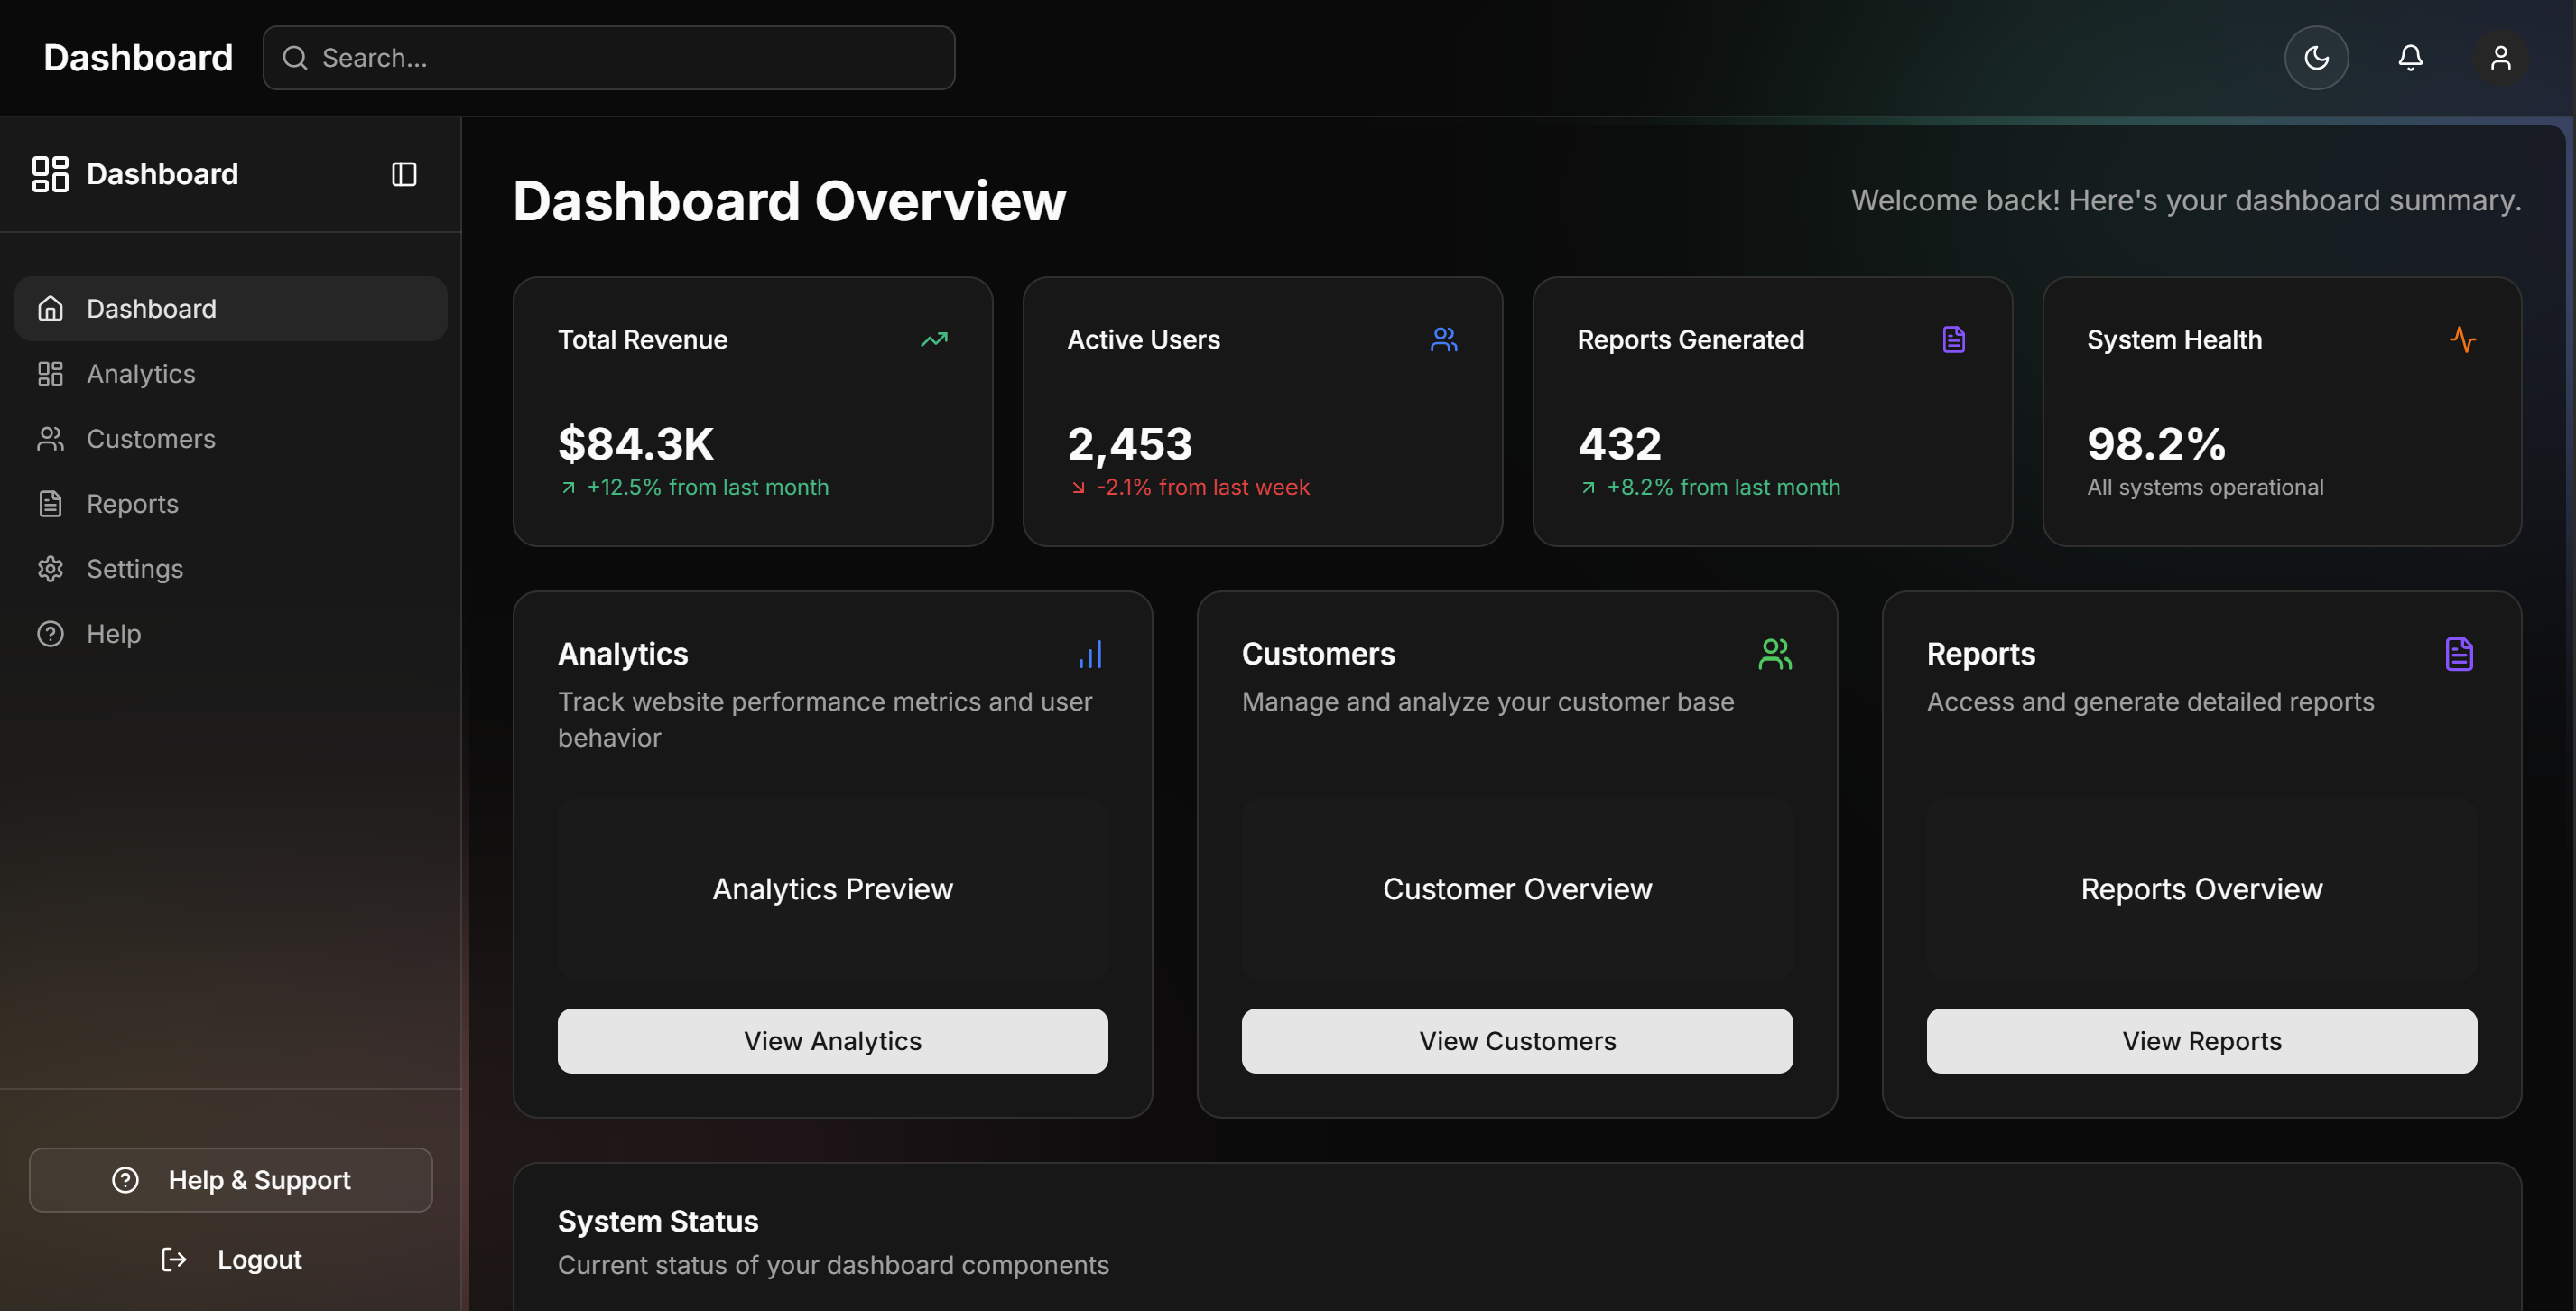 Dashboard
Search...
Dashboard
Dashboard
Analytics
Customers
Reports
Settings
Help
Help & Support
Logout
Dashboard Overview
Welcome back! Here's your dashboard summary.
Total Revenue
$84.3K
+12.5% from last month
Active Users
2,453
-2.1% from last week
Reports Generated
432
+8.2% from last month
System Health
98.2%
All systems operational
Analytics
Track website performance metrics and user
behavior
Analytics Preview
View Analytics
Customers
Manage and analyze your customer base
Customer Overview
View Customers
Reports
Access and generate detailed reports
Reports Overview
View Reports
System Status
Current status of your dashboard components